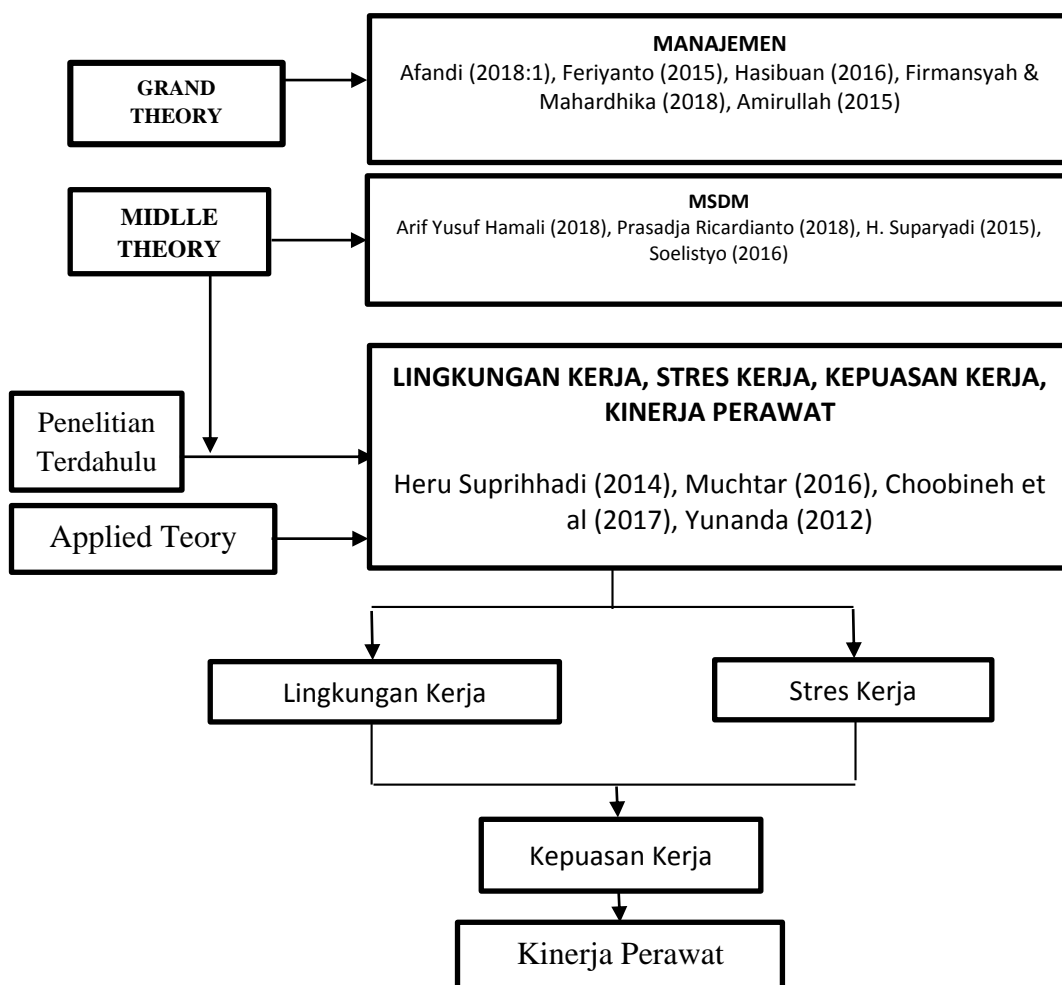 MANAJEMEN
Afandi (2018:1), Feriyanto (2015), Hasibuan (2016), Firmansyah &
Mahardhika (2018), Amirullah (2015)
GRAND
THEORY
MSDM
Arif Yusuf Hamali (2018), Prasadja Ricardianto (2018), H. Suparyadi (2015),
Soelistyo (2016)
MIDLLE
THEORY
LINGKUNGAN KERJA, STRES KERJA, KEPUASAN KERJA,
KINERJA PERAWAT
Heru Suprihhadi (2014), Muchtar (2016), Choobineh et
al (2017), Yunanda (2012)
Penelitian
Terdahulu
Applied Teory
Lingkungan Kerja
Stres Kerja
Kepuasan Kerja
Kinerja Perawat